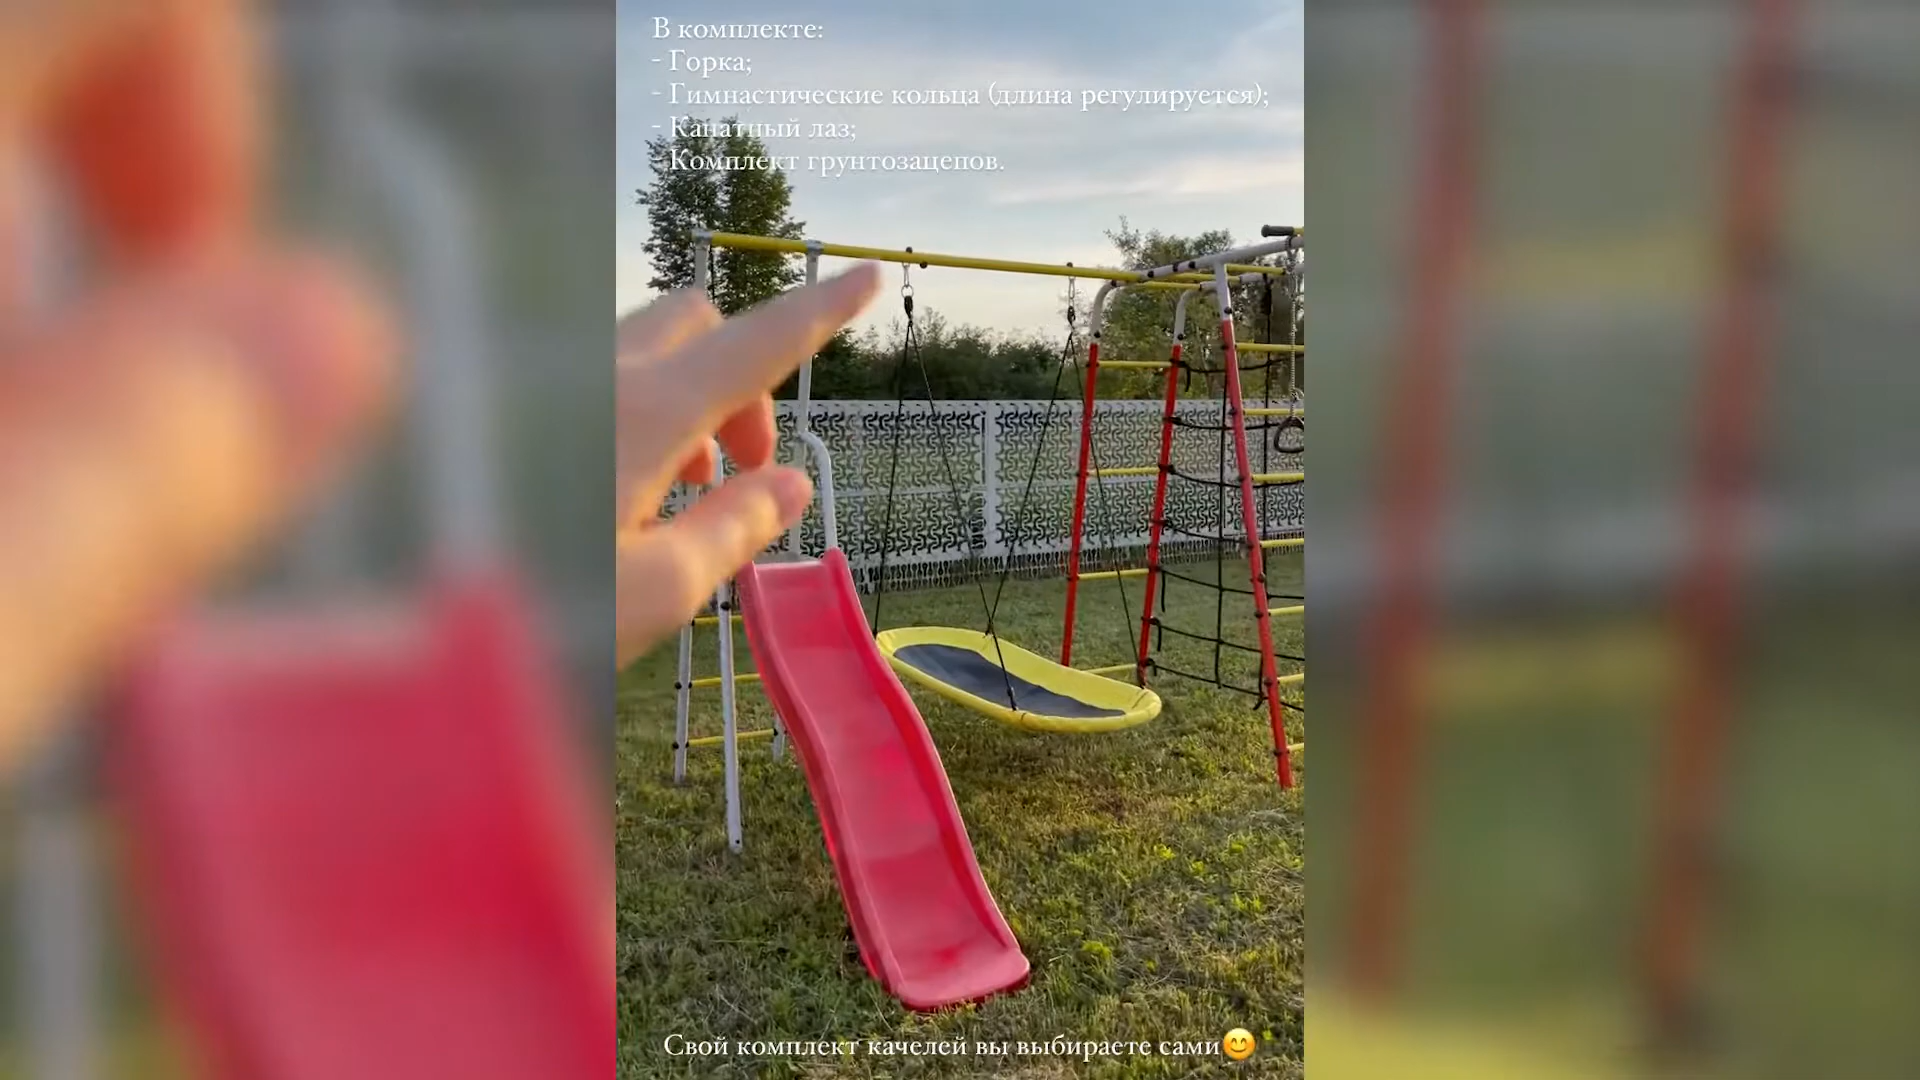 В комплекте:
- Горка;
- Гимнастические кольца (длина регулируется);
- Канатный лаз;
- Комплект грунтозацепов.
Свой комплект качелей вы выбираете сами😊